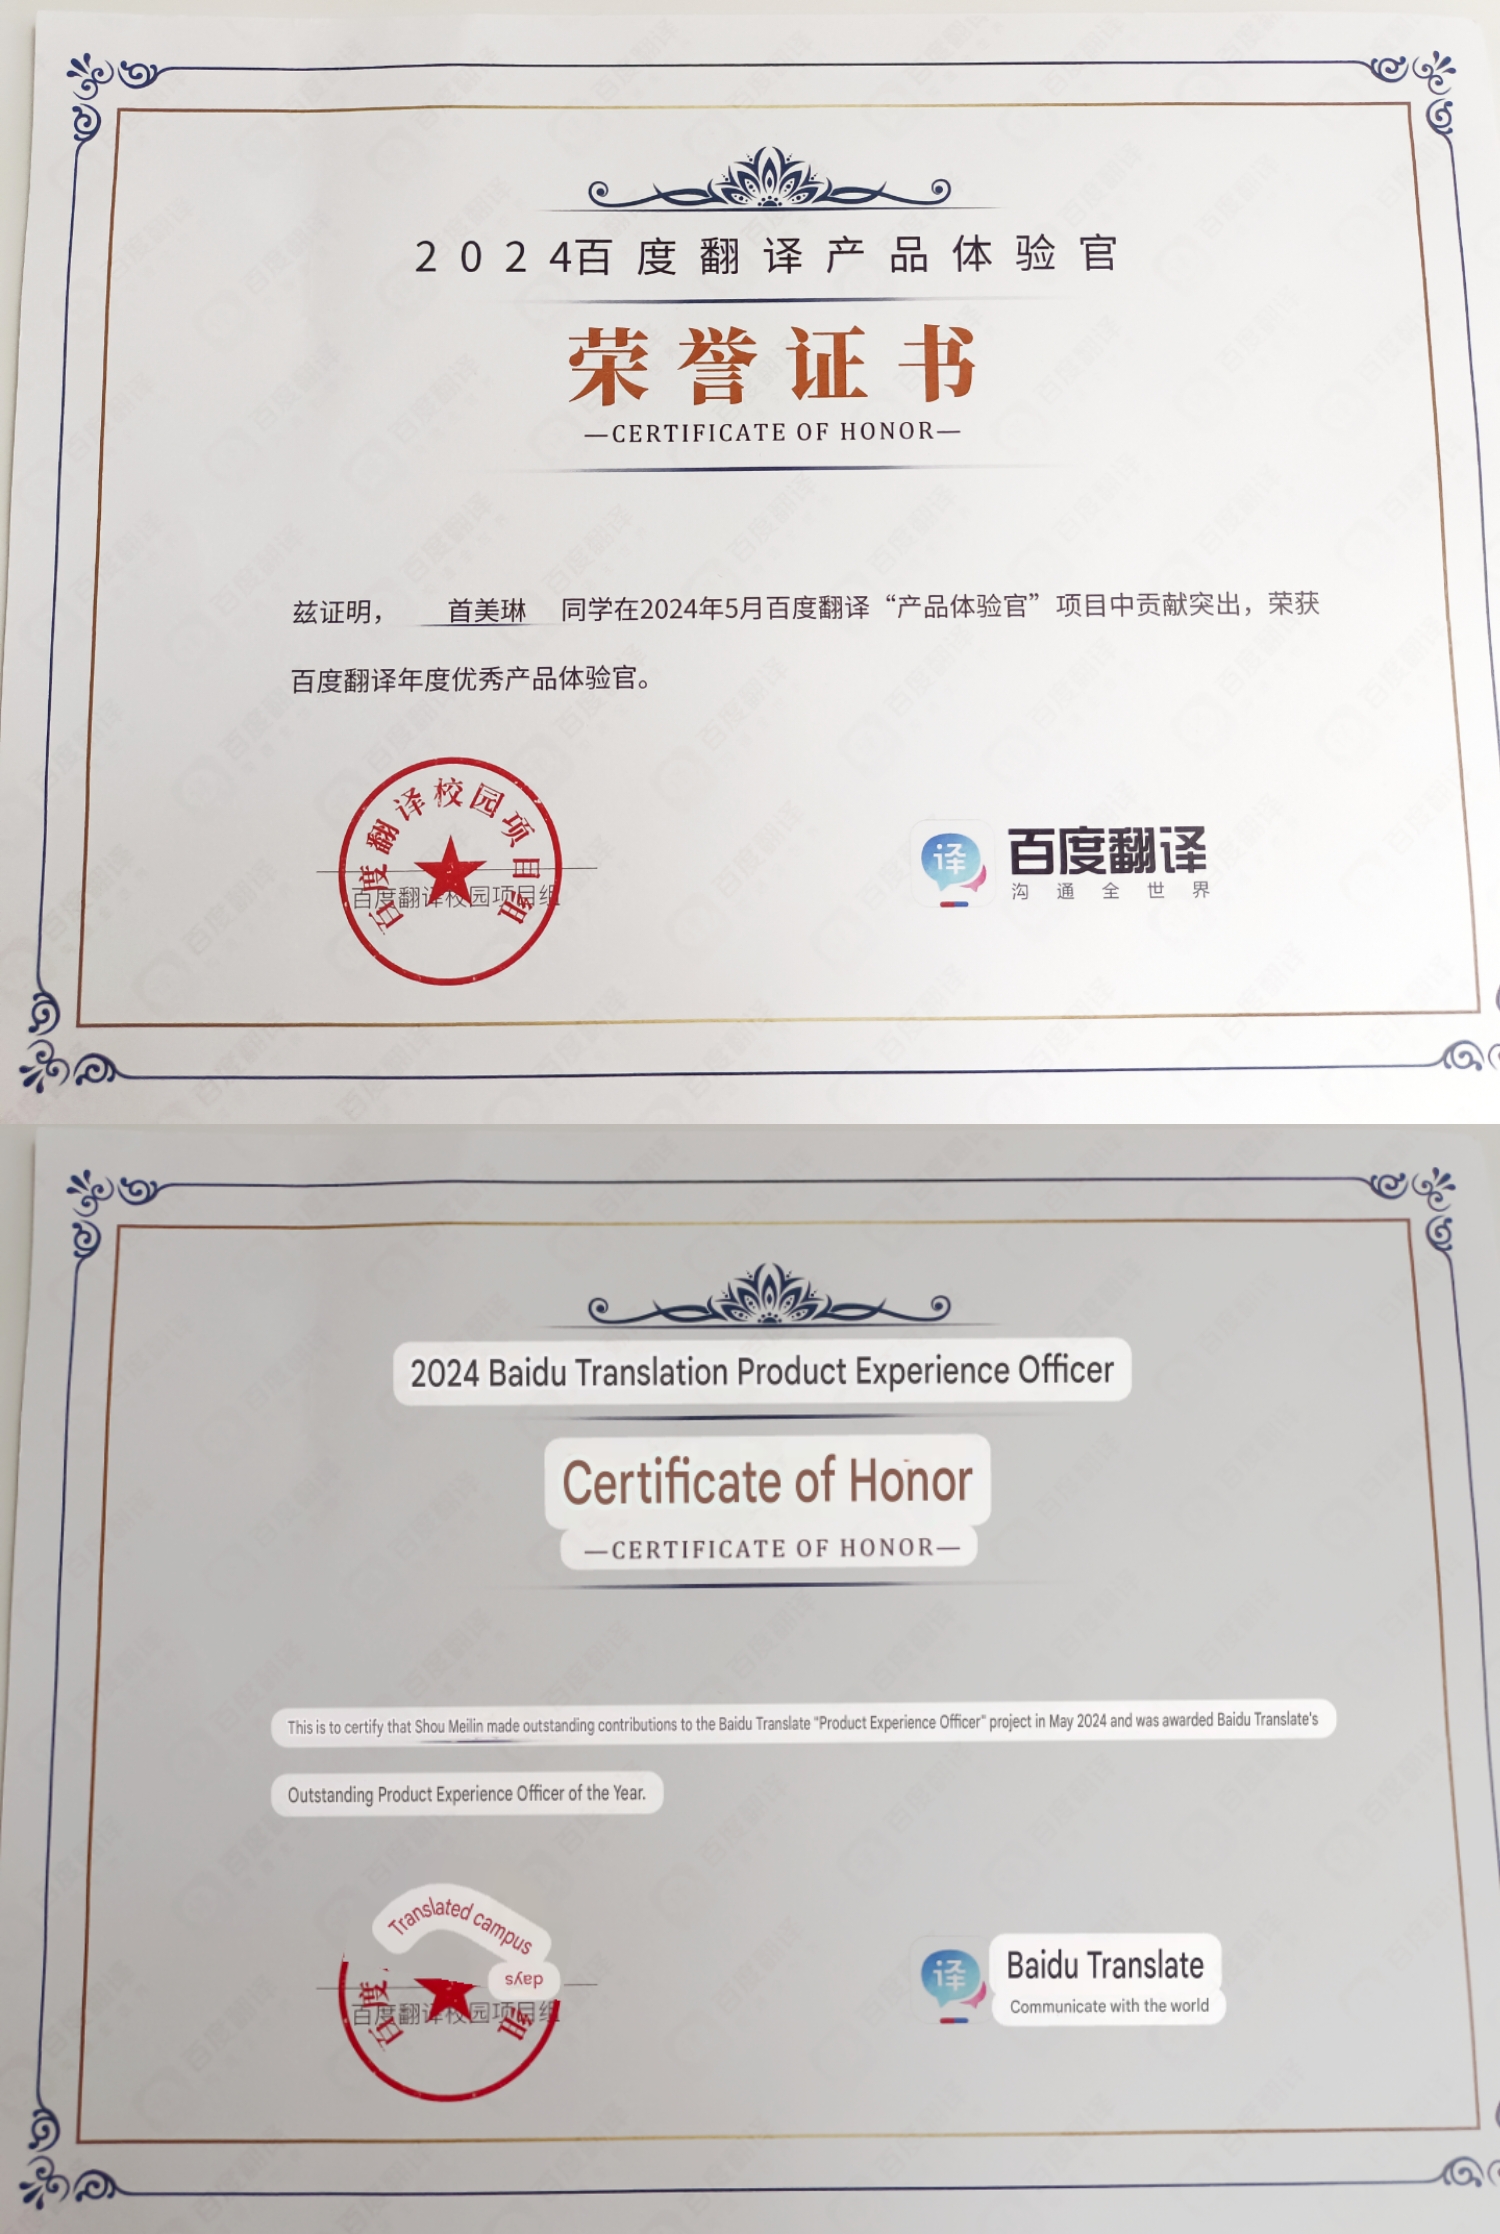 2024百度翻译产品体验官
荣誉证书
—CERTIFICATE OF HONOR—
兹证明， 首美琳 同学在2024年5月百度翻译“产品体验官”项目中贡献突出，荣获
百度翻译年度优秀产品体验官。
百度翻译校园项目组
百度翻译校园项目组
译
百度翻译
沟通全世界
2024 Baidu Translation Product Experience Officer
Certificate of Honor
—CERTIFICATE OF HONOR—
This is to certify that Shou Meilin made outstanding contributions to the Baidu Translate "Product Experience Officer" project in May 2024 and was awarded Baidu Translate's
Outstanding Product Experience Officer of the Year.
Translated campus
days
百度
组
百度翻译校园项目组
译
Baidu Translate
Communicate with the world